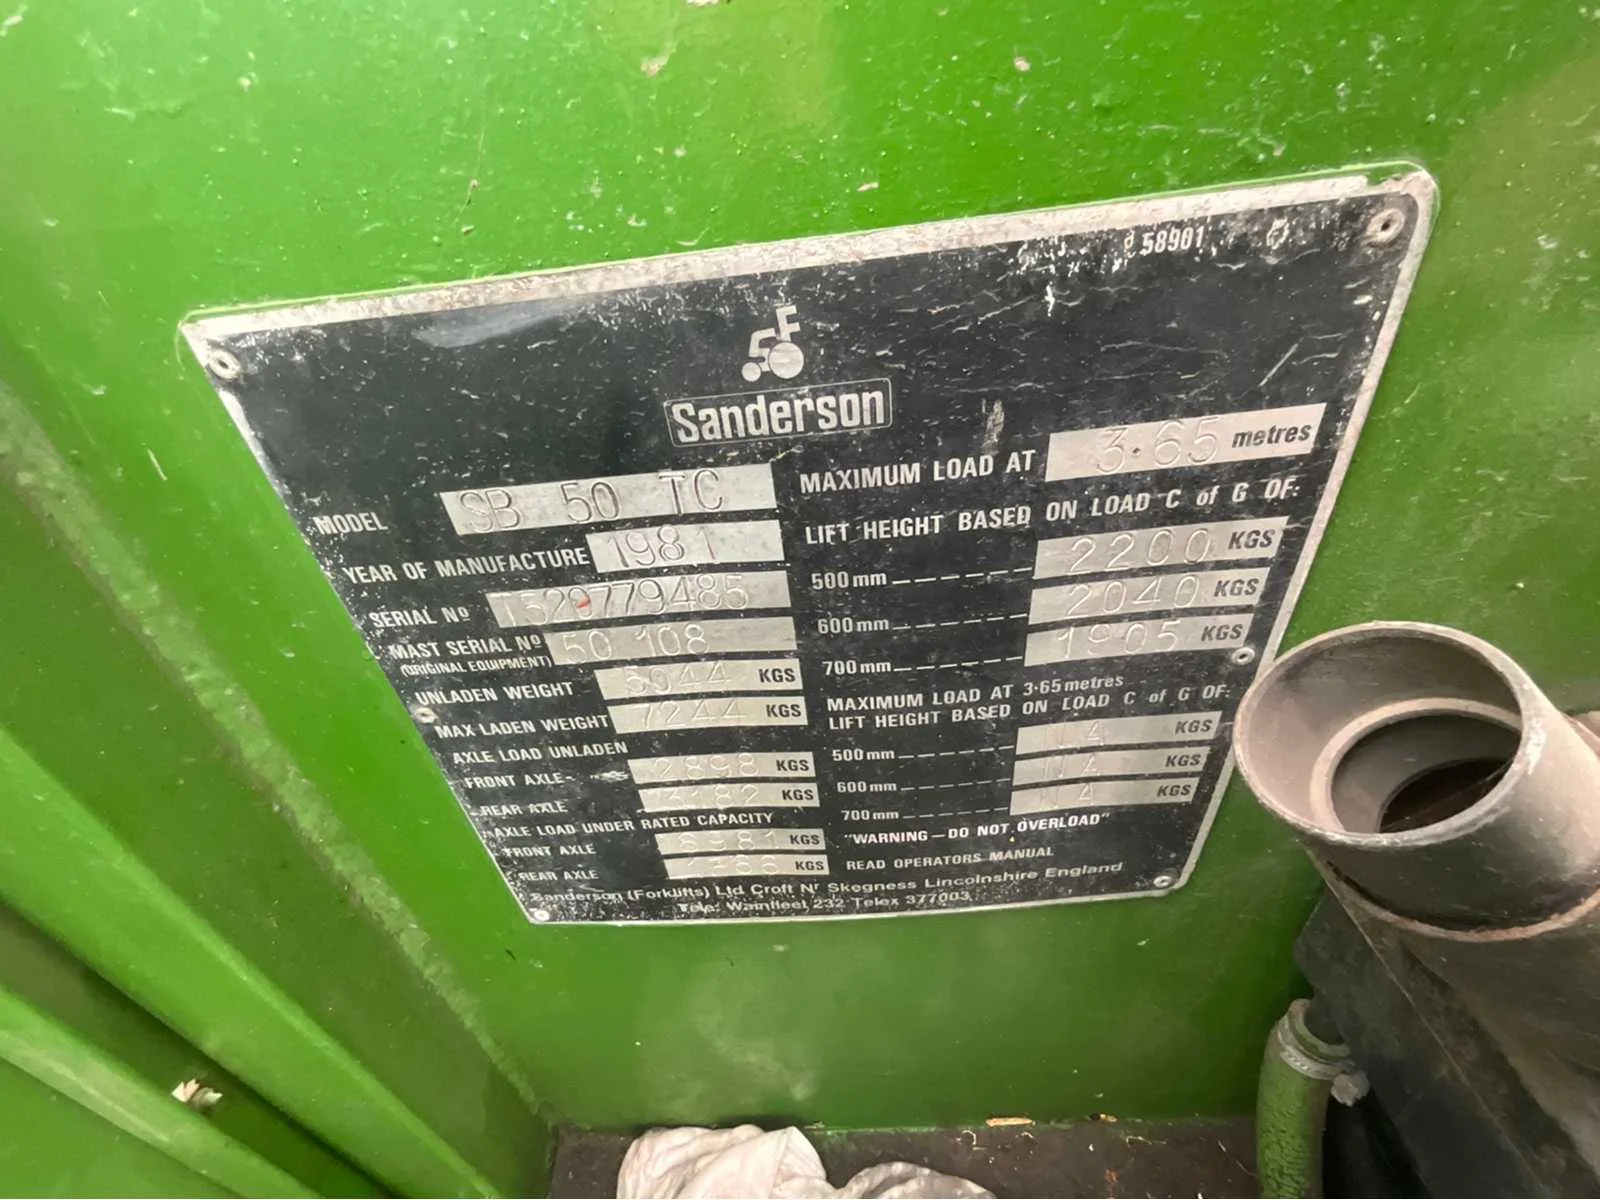 58901
SF
Sanderson
MODEL SB 50 TC
YEAR OF MANUFACTURE 1981
SERIAL Nº 1520779485
MAST SERIAL Nº 50 108
(ORIGINAL EQUIPMENT)
UNLADEN WEIGHT 5044 KGS
MAX LADEN WEIGHT 7244 KGS
AXLE LOAD UNLADEN
FRONT AXLE 2898 KGS
REAR AXLE KGS
AXLE LOAD UNDER RATED CAPACITY
FRONT AXLE KGS
REAR AXLE KGS
MAXIMUM LOAD AT 3·65 metres
LIFT HEIGHT BASED ON LOAD C of G OF:
500mm 2200 KGS
600mm 2040 KGS
700mm 1905 KGS
MAXIMUM LOAD AT 3·65 metres
LIFT HEIGHT BASED ON LOAD C of G OF:
500mm N A KGS
600mm N A KGS
700mm N A KGS
"WARNING – DO NOT OVERLOAD"
READ OPERATORS MANUAL
Sanderson (Forklifts) Ltd Croft Nr Skegness Lincolnshire England
Tele: Wainfleet 232 Telex 377003